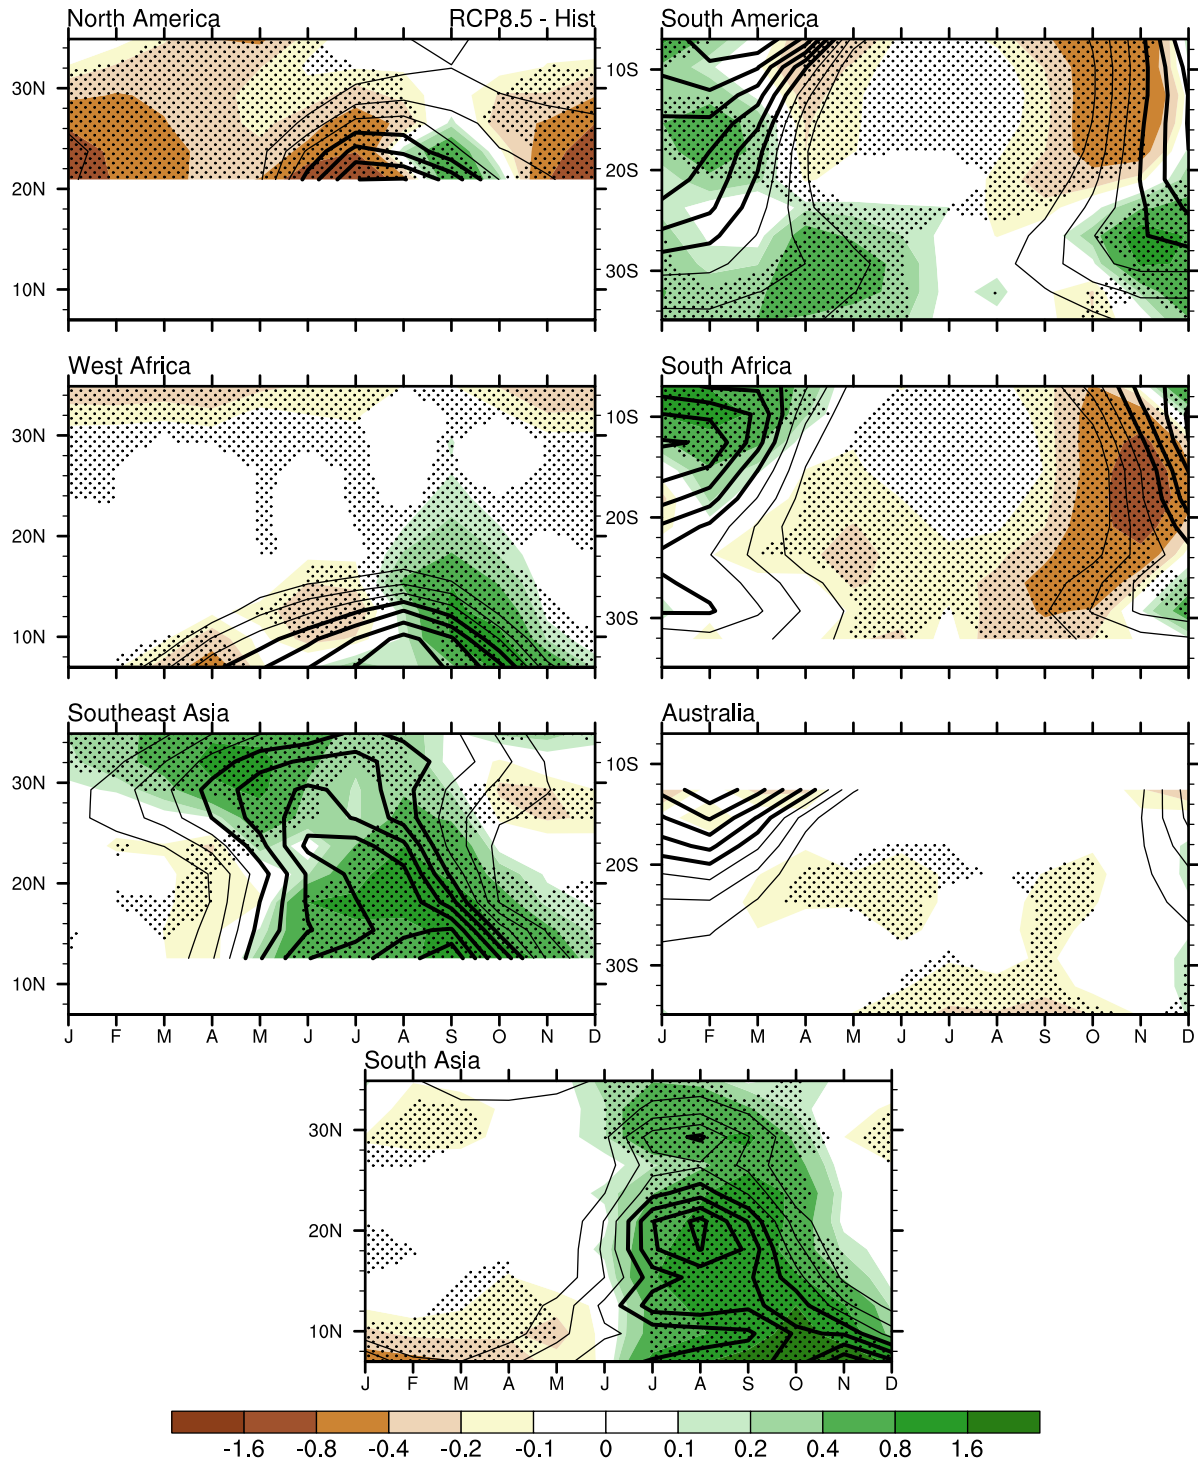 North America RCP8.5 - Hist South America
30N
20N
10N
10S
20S
30S
West Africa South Africa
30N
20N
10N
10S
20S
30S
Southeast Asia Australia
30N
20N
10N
10S
20S
30S
J F M A M J J A S O N D
J F M A M J J A S O N D
South Asia
30N
20N
10N
J F M A M J J A S O N D
-1.6 -0.8 -0.4 -0.2 -0.1 0 0.1 0.2 0.4 0.8 1.6